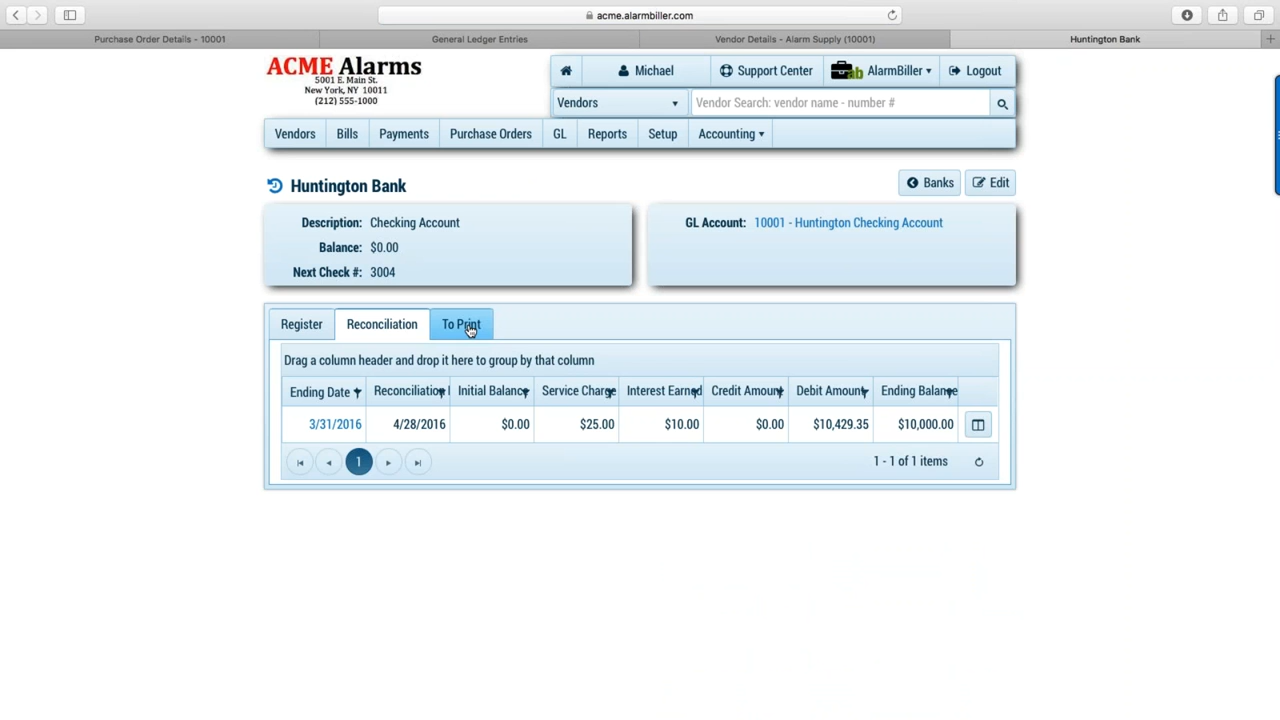 acme.alarmbiller.com
Purchase Order Details - 10001
General Ledger Entries
Vendor Details - Alarm Supply (10001)
Huntington Bank
ACME Alarms
5001 E. Main St.
New York, NY 10011
(212) 555-1000
Michael
Support Center
ab AlarmBiller
Logout
Vendors
Vendor Search: vendor name - number #
Vendors Bills Payments Purchase Orders GL Reports Setup Accounting
Huntington Bank
Banks
Edit
Description: Checking Account
Balance: $0.00
Next Check #: 3004
GL Account: 10001 - Huntington Checking Account
Register Reconciliation To Print
Drag a column header and drop it here to group by that column
Ending Date Reconciliation Initial Balance Service Charge Interest Earned Credit Amount Debit Amount Ending Balance
3/31/2016 4/28/2016 $0.00 $25.00 $10.00 $0.00 $10,429.35 $10,000.00
1
1 - 1 of 1 items